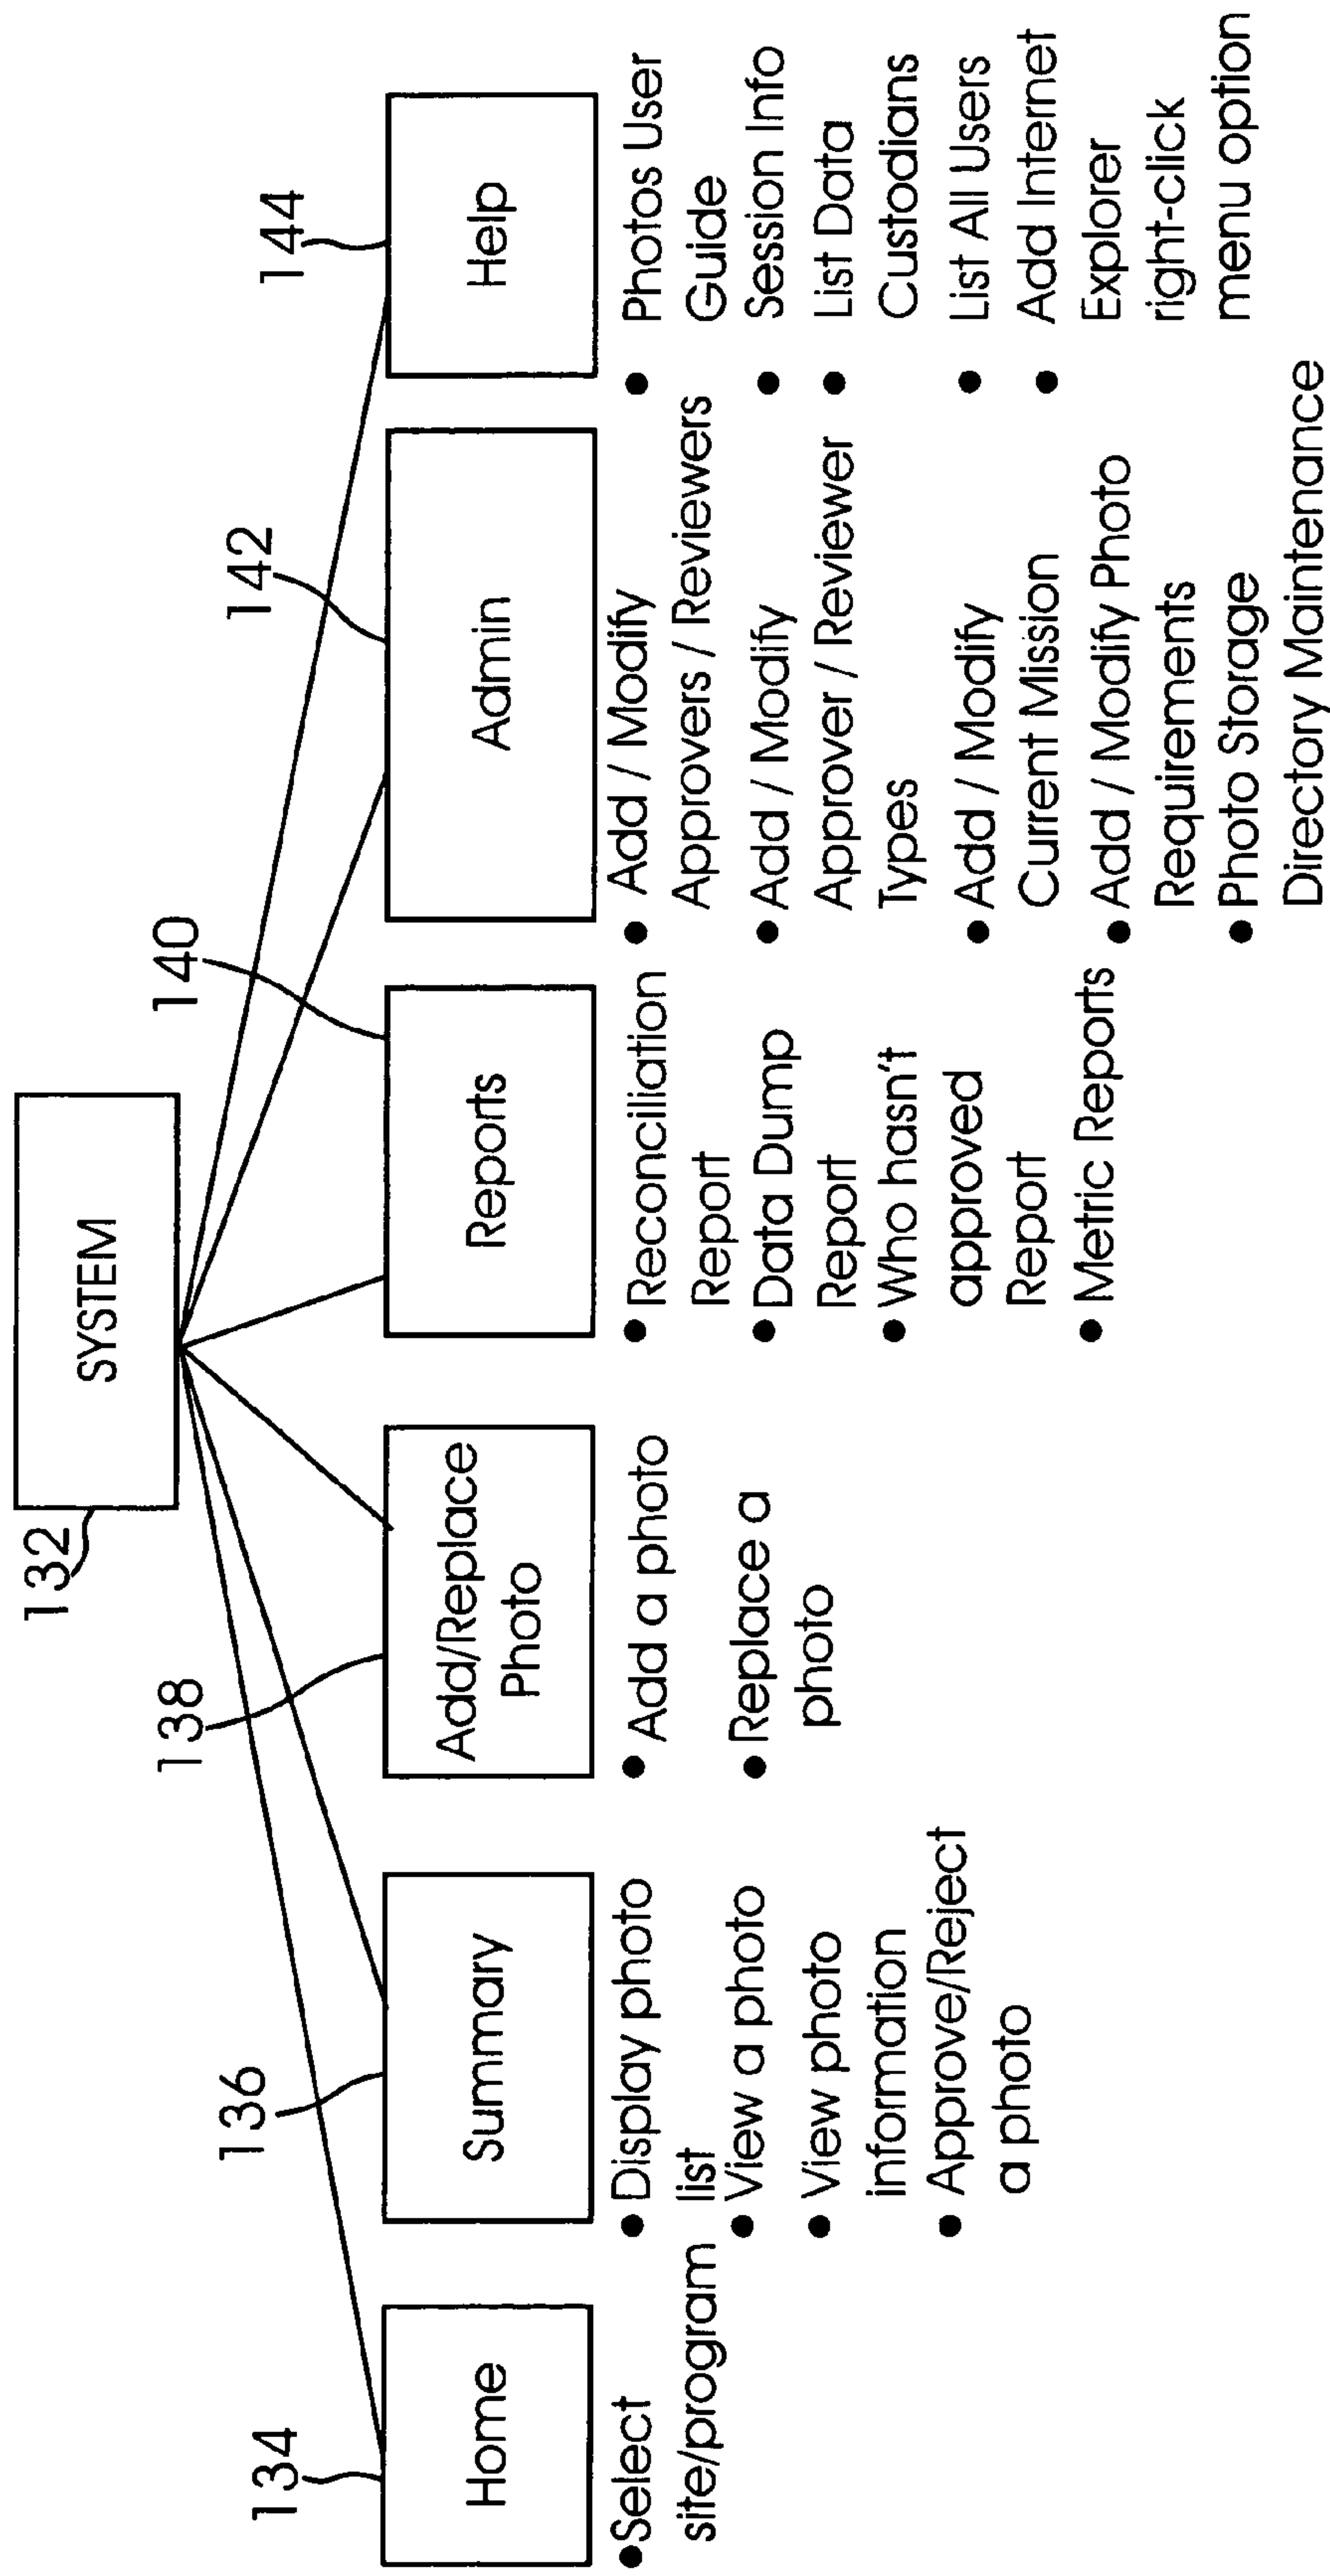 SYSTEM
132
134
Home
●Select
site/program
136
Summary
● Display photo
list
● View a photo
● View photo
information
● Approve/Reject
a photo
138
Add/Replace
Photo
● Add a photo
● Replace a
photo
140
Reports
● Reconciliation
Report
● Data Dump
Report
● Who hasn't
approved
Report
● Metric Reports
142
Admin
● Add / Modify
Approvers / Reviewers
● Add / Modify
Approver / Reviewer
Types
● Add / Modify
Current Mission
● Add / Modify Photo
Requirements
● Photo Storage
Directory Maintenance
144
Help
● Photos User
Guide
● Session Info
● List Data
Custodians
● List All Users
● Add Internet
Explorer
right-click
menu option